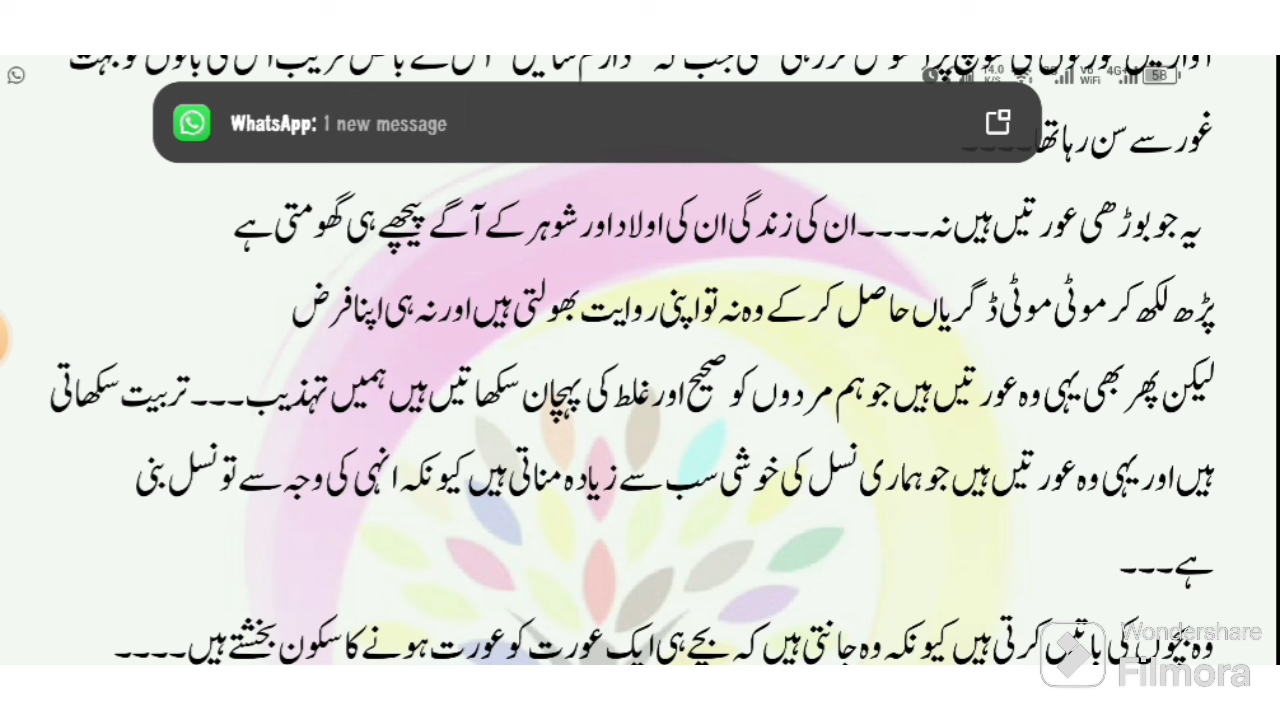 غور سے سن رہا تھا
WhatsApp: 1 new message
14.0 K/S
Vo WiFi
4G+
58
یہ جو بوڑھی عورتیں ہیں نہ۔۔۔۔ان کی زندگی ان کی اولاد اور شوہر کے آگے پیچھے ہی گھومتی ہے
پڑھ لکھ کر موٹی موٹی ڈگریاں حاصل کر کے وہ نہ تو اپنی روایت بھولتی ہیں اور نہ ہی اپنا فرض
لیکن پھر بھی یہی وہ عورتیں ہیں جو ہم مردوں کو صحیح اور غلط کی پہچان سکھاتیں ہیں ہمیں تہذیب۔۔۔تربیت سکھاتی
ہیں اور یہی وہ عورتیں ہیں جو ہماری نسل کی خوشی سب سے زیادہ مناتی ہیں کیونکہ انہی کی وجہ سے تو نسل بنی
ہے۔۔۔
وہ بچوں کی باتیں کرتی ہیں کیونکہ وہ جانتی ہیں کہ بچے ہی ایک عورت کو عورت ہونے کا سکون بخشتے ہیں۔۔۔۔
Wondershare
Filmora